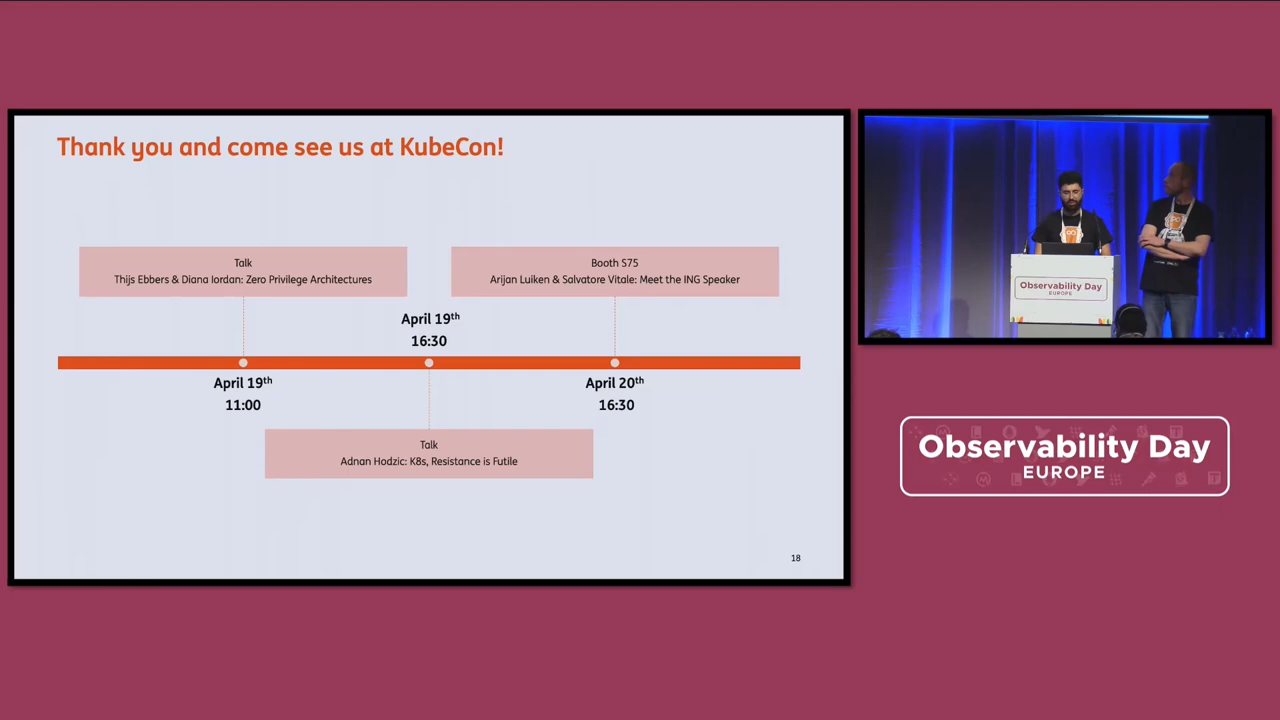 Thank you and come see us at KubeCon!
Talk
Thijs Ebbers & Diana Iordan: Zero Privilege Architectures
Booth S75
Arijan Luiken & Salvatore Vitale: Meet the ING Speaker
April 19th
16:30
April 19th
11:00
April 20th
16:30
Talk
Adnan Hodzic: K8s, Resistance is Futile
18
Observability Day
EUROPE
Observability Day
EUROPE